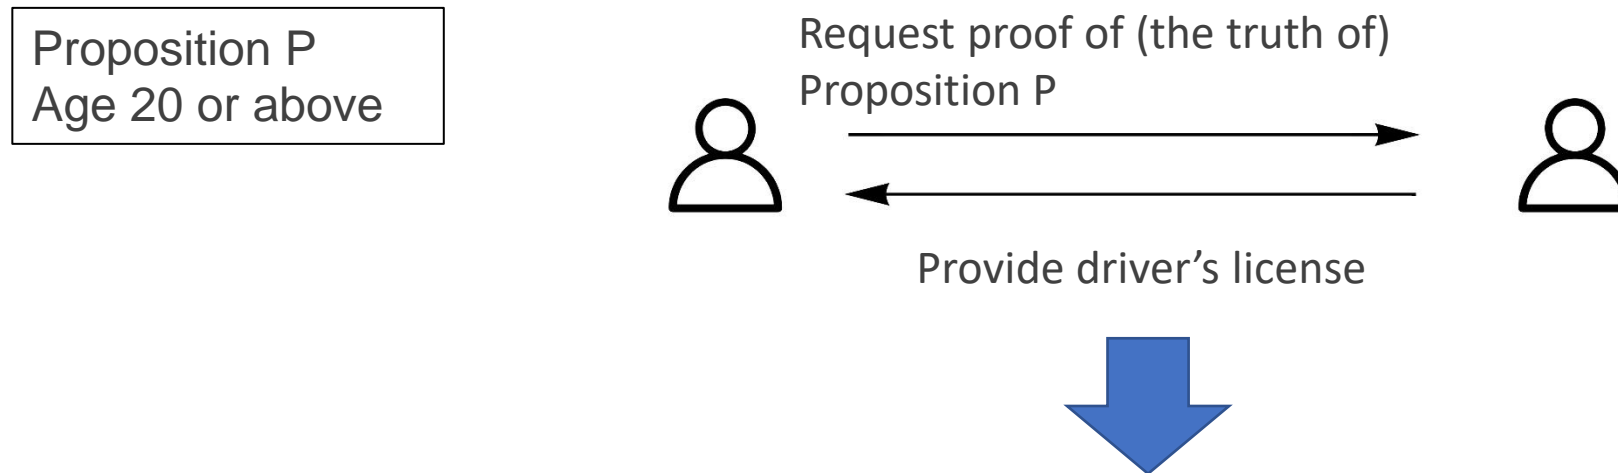 Proposition P
Age 20 or above
Request proof of (the truth of)
Proposition P
Provide driver’s license